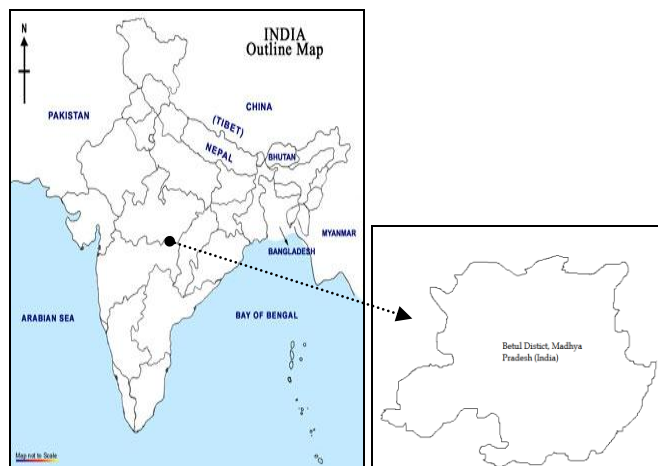 N
INDIA
Outline Map
CHINA
PAKISTAN
(TIBET)
NEPAL
BHUTAN
MYANMAR
BANGLADESH
ARABIAN SEA
BAY OF BENGAL
Map not to Scale
Betul Distict, Madhya
Pradesh (India)